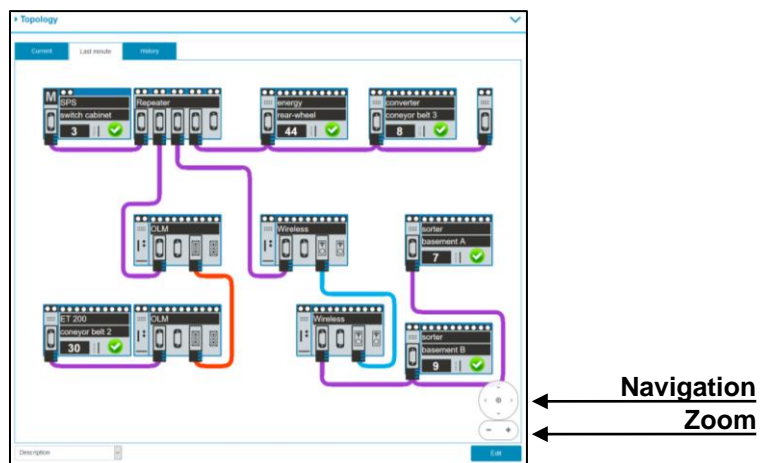 Topology
Current Last minute History
M SPS
switch cabinet
3
Repeater
energy
rear-wheel
44
converter
coneyor belt 3
8
OLM
Wireless
sorter
basement A
7
ET 200
coneyor belt 2
30
OLM
Wireless
sorter
basement B
9
Navigation
Zoom
Description
Edit